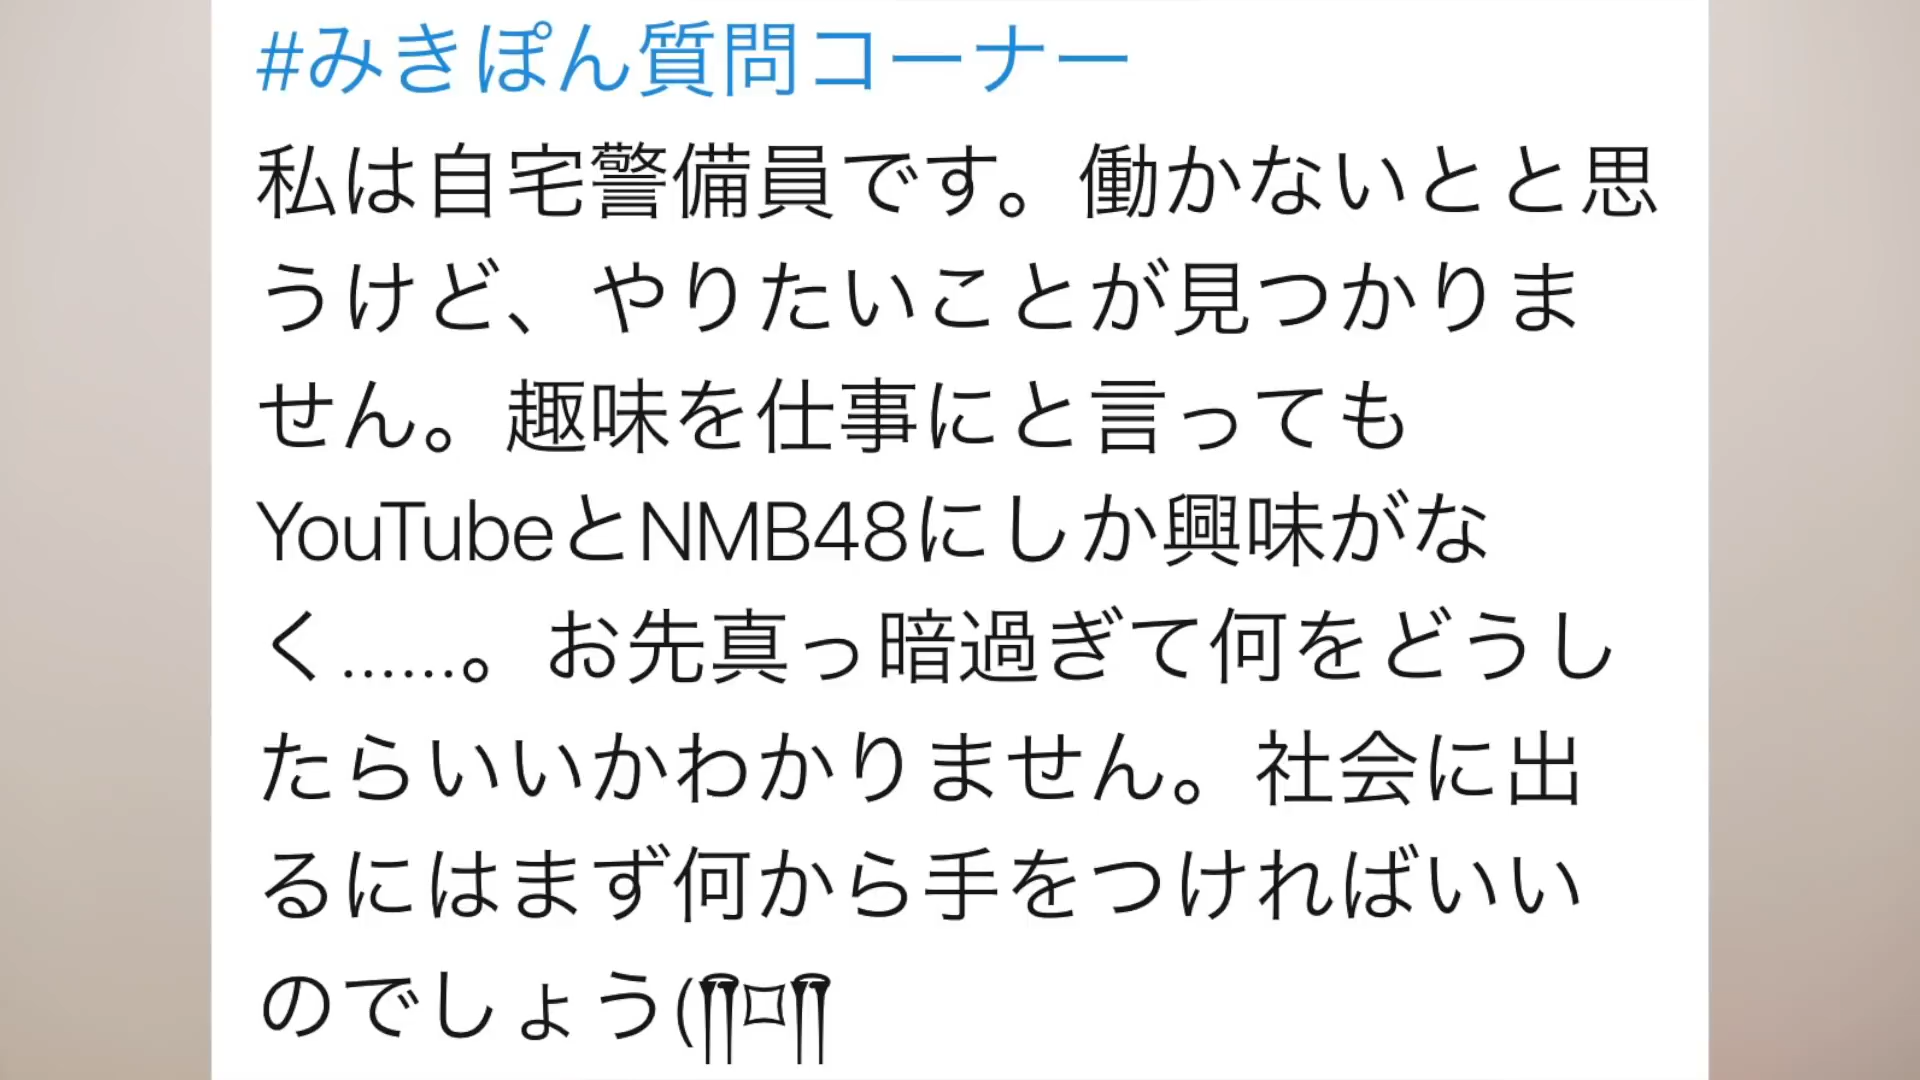 #みきぽん質問コーナー
私は自宅警備員です。働かないとと思
うけど、やりたいことが見つかりま
せん。趣味を仕事にと言っても
YouTubeとNMB48にしか興味がな
く......。お先真っ暗過ぎて何をどうし
たらいいかわかりません。社会に出
るにはまず何から手をつければいい
のでしょう(